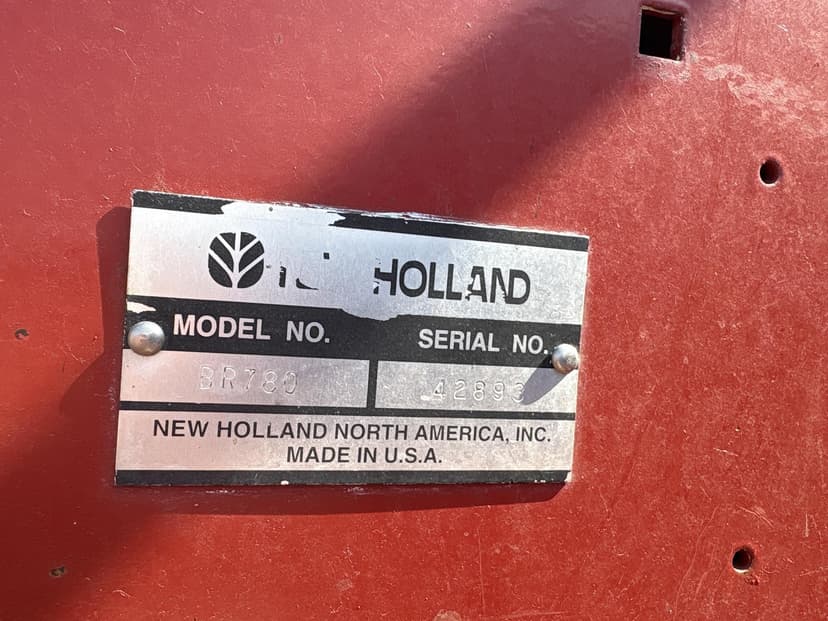 HOLLAND
MODEL NO. SERIAL NO.
BR780 42893
NEW HOLLAND NORTH AMERICA, INC.
MADE IN U.S.A.